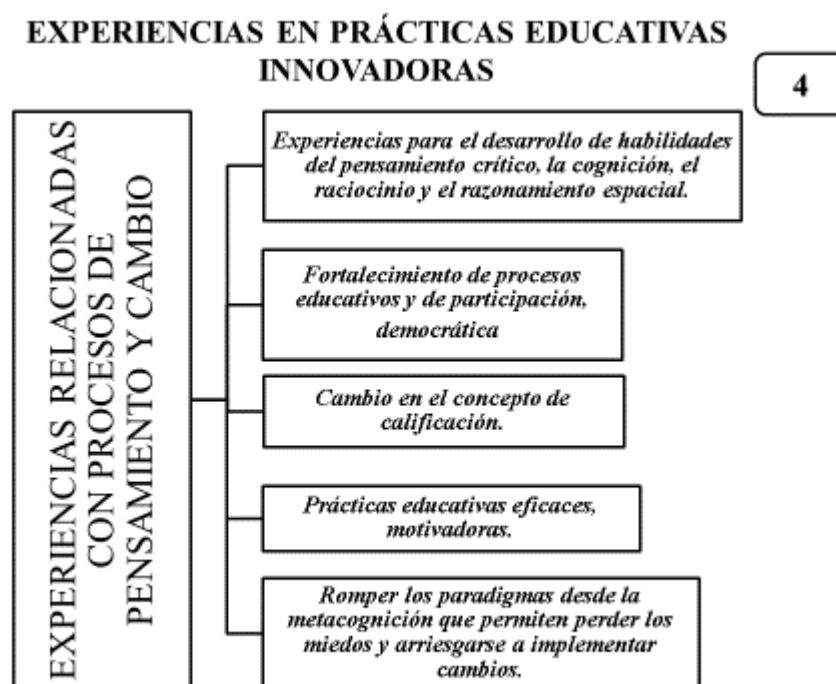 EXPERIENCIAS EN PRÁCTICAS EDUCATIVAS
INNOVADORAS
4
EXPERIENCIAS RELACIONADAS
CON PROCESOS DE
PENSAMIENTO Y CAMBIO
Experiencias para el desarrollo de habilidades
del pensamiento crítico, la cognición, el
raciocinio y el razonamiento espacial.
Fortalecimiento de procesos
educativos y de participación,
democrática
Cambio en el concepto de
calificación.
Prácticas educativas eficaces,
motivadoras.
Romper los paradigmas desde la
metacognición que permiten perder los
miedos y arriesgarse a implementar
cambios.